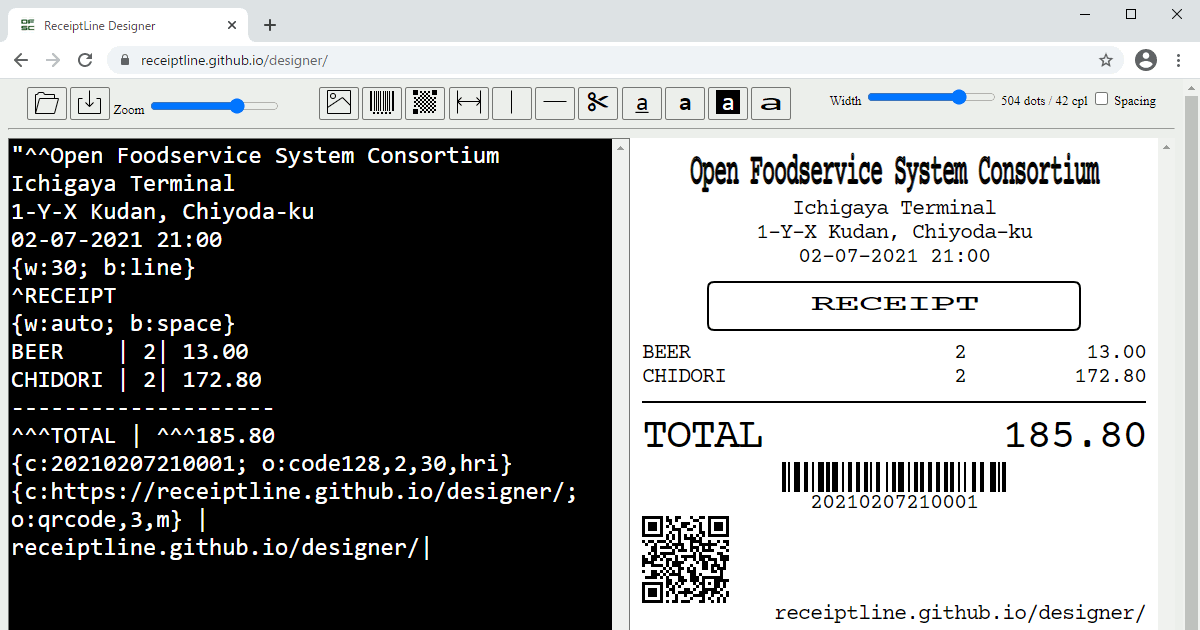 OFSC
ReceiptLine Designer
receiptline.github.io/designer/
Zoom
a a a a
Width 504 dots / 42 cpl Spacing
"^^Open Foodservice System Consortium
Ichigaya Terminal
1-Y-X Kudan, Chiyoda-ku
02-07-2021 21:00
{w:30; b:line}
^RECEIPT
{w:auto; b:space}
BEER    | 2| 13.00
CHIDORI | 2| 172.80
--------------------
^^^TOTAL | ^^^185.80
{c:20210207210001; o:code128,2,30,hri}
{c:https://receiptline.github.io/designer/;
o:qrcode,3,m} |
receiptline.github.io/designer/|
Open Foodservice System Consortium
Ichigaya Terminal
1-Y-X Kudan, Chiyoda-ku
02-07-2021 21:00
RECEIPT
BEER 2 13.00
CHIDORI 2 172.80
TOTAL 185.80
20210207210001
receiptline.github.io/designer/